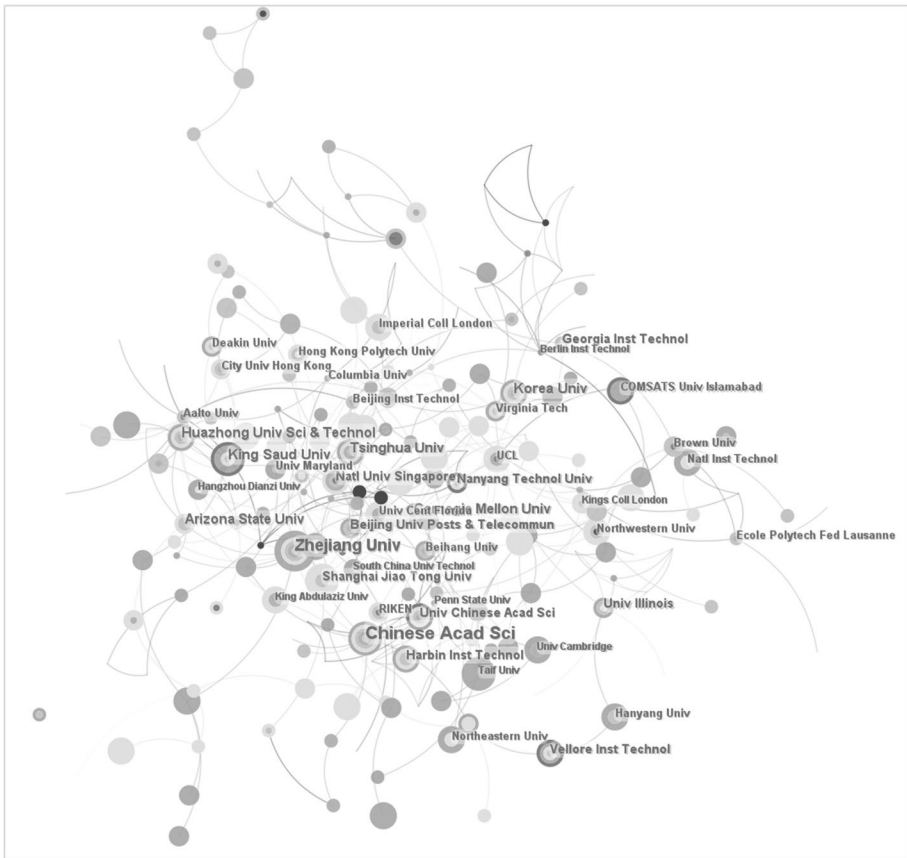 Imperial Coll London
Georgia Inst Technol
Deakin Univ
Hong Kong Polytech Univ
Berlin Inst Technol
City Univ Hong Kong
Columbia Univ
Korea Univ
COMSATS Univ Islamabad
Beijing Inst Technol
Virginia Tech
Aalto Univ
Huazhong Univ Sci & Technol
Tsinghua Univ
Brown Univ
King Saud Univ
UCL
Natl Inst Technol
Univ Maryland
Natl Univ Singapore
Nanyang Technol Univ
Hangzhou Dianzi Univ
Kings Coll London
Univ Cent Florida
Mellon Univ
Arizona State Univ
Beijing Univ Posts & Telecommun
Northwestern Univ
Ecole Polytech Fed Lausanne
Zhejiang Univ
Beihang Univ
South China Univ Technol
Shanghai Jiao Tong Univ
King Abdulaziz Univ
Penn State Univ
RIKEN
Univ Chinese Acad Sci
Univ Illinois
Chinese Acad Sci
Harbin Inst Technol
Univ Cambridge
Taif Univ
Hanyang Univ
Northeastern Univ
Vellore Inst Technol